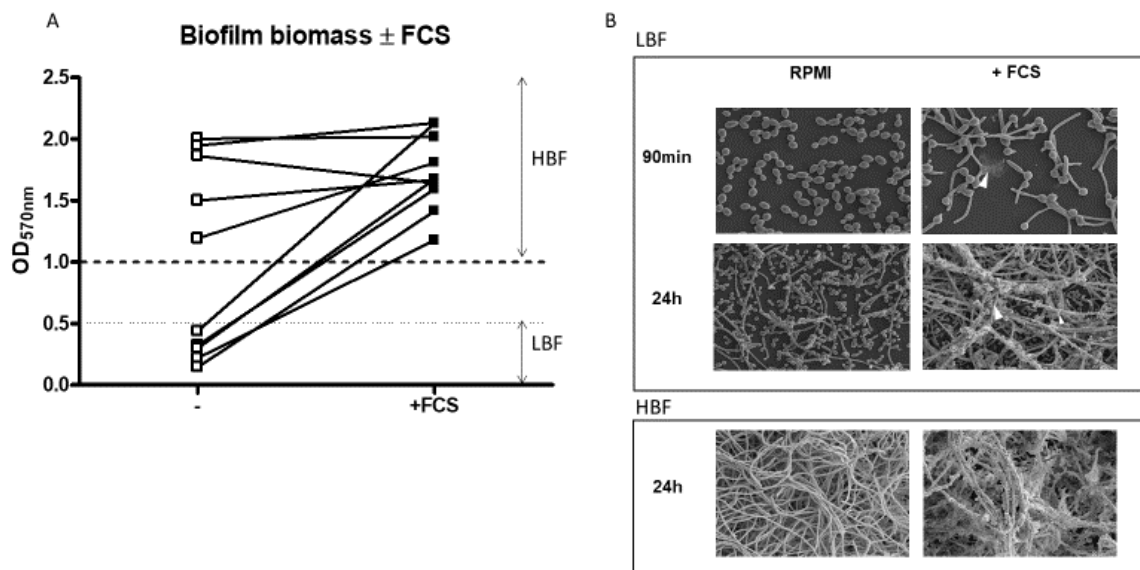 A
Biofilm biomass ± FCS
OD570nm
2.5
2.0
1.5
1.0
0.5
0.0
HBF
LBF
-
+FCS
B
LBF
RPMI
+ FCS
90min
24h
HBF
24h